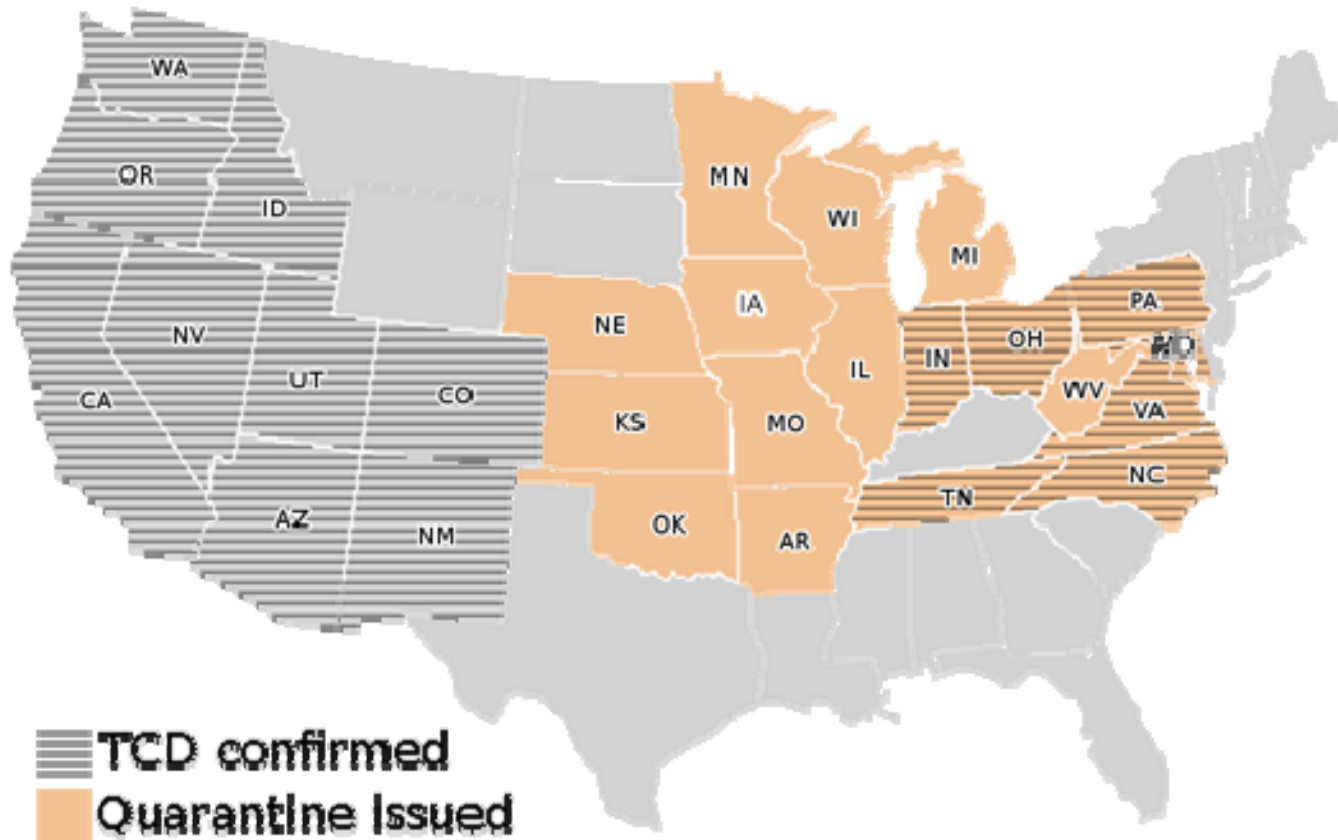 WA
OR
ID
MN
WI
MI
IA
NE
PA
OH
IN
MD
NV
UT
CO
IL
WV
VA
CA
KS
MO
NC
TN
AZ
NM
OK
AR
TCD confirmed
Quarantine issued